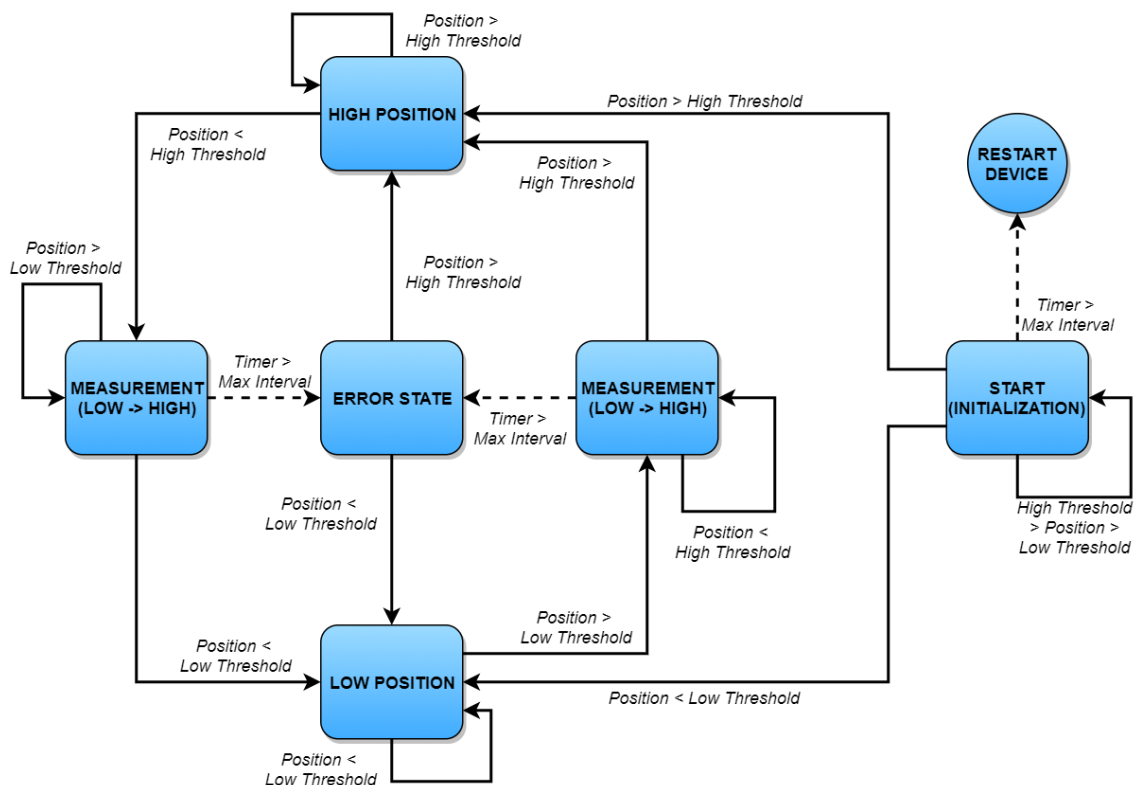 Position >
High Threshold
HIGH POSITION
Position > High Threshold
Position <
High Threshold
Position >
High Threshold
RESTART
DEVICE
Position >
Low Threshold
Position >
High Threshold
Timer >
Max Interval
MEASUREMENT
(LOW -> HIGH)
Timer >
Max Interval
ERROR STATE
Timer >
Max Interval
MEASUREMENT
(LOW -> HIGH)
START
(INITIALIZATION)
Position <
Low Threshold
Position <
High Threshold
High Threshold
> Position >
Low Threshold
Position <
Low Threshold
Position >
Low Threshold
LOW POSITION
Position < Low Threshold
Position <
Low Threshold